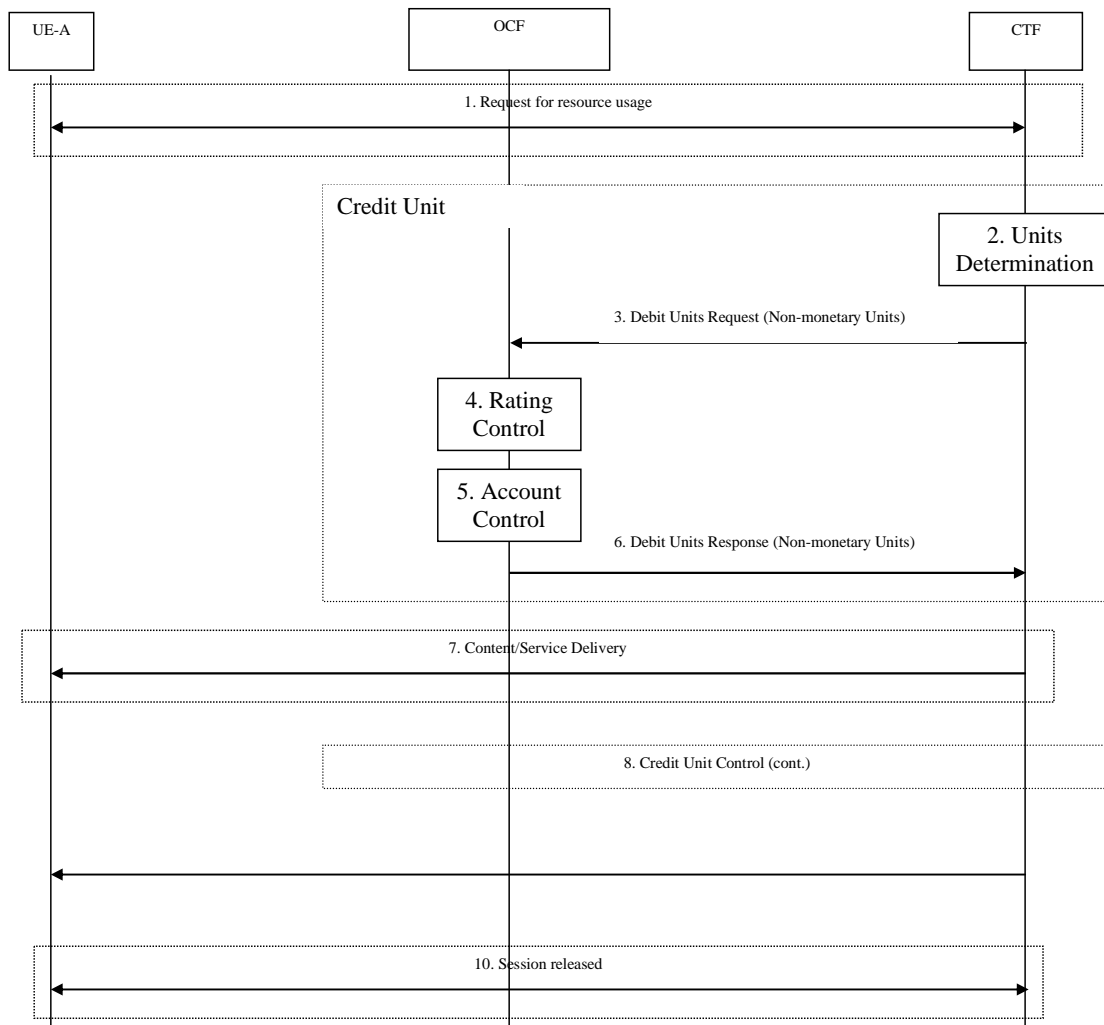 UE-A
OCF
CTF
1. Request for resource usage
Credit Unit
2. Units
Determination
3. Debit Units Request (Non-monetary Units)
4. Rating
Control
5. Account
Control
6. Debit Units Response (Non-monetary Units)
7. Content/Service Delivery
8. Credit Unit Control (cont.)
10. Session released